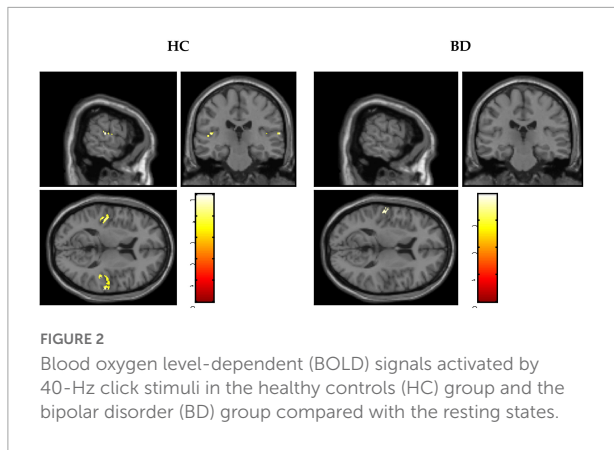 HC
BD
FIGURE 2
Blood oxygen level-dependent (BOLD) signals activated by
40-Hz click stimuli in the healthy controls (HC) group and the
bipolar disorder (BD) group compared with the resting states.